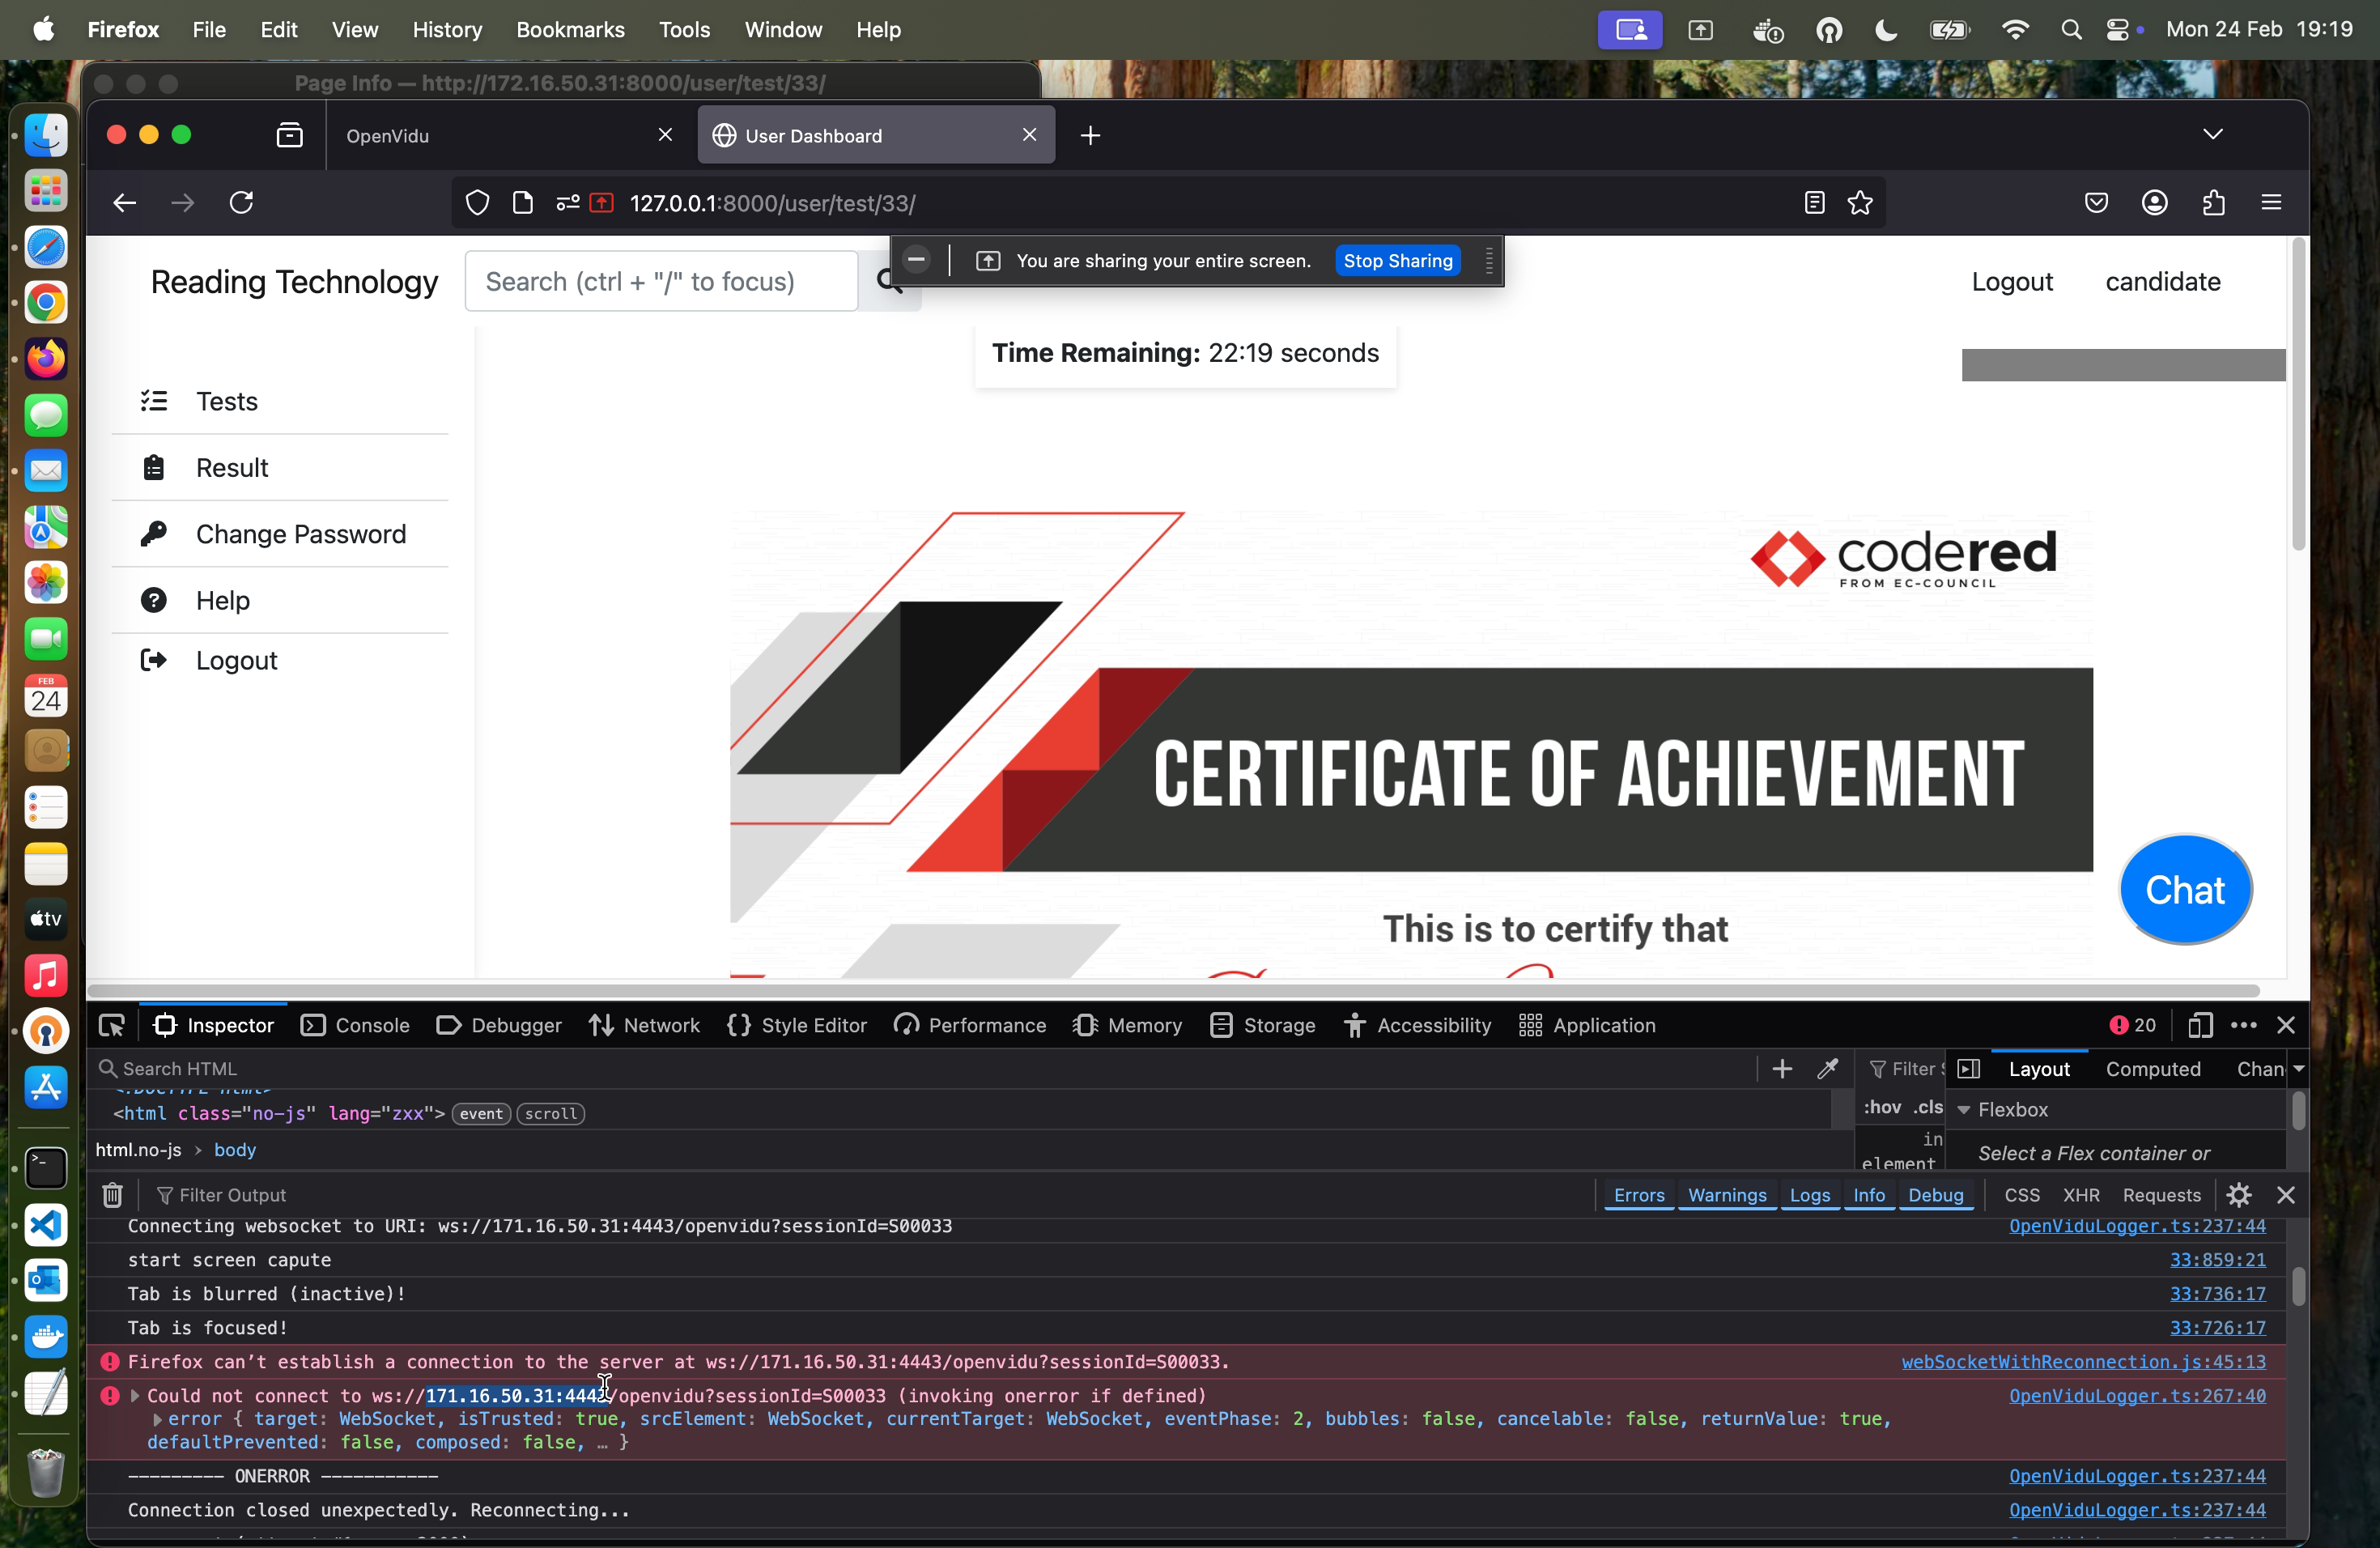 Firefox File Edit View History Bookmarks Tools Window Help Mon 24 Feb 19:19
Page Info — http://172.16.50.31:8000/user/test/33/
OpenVidu
User Dashboard
127.0.0.1:8000/user/test/33/
You are sharing your entire screen. Stop Sharing
Reading Technology
Search (ctrl + "/" to focus)
Logout candidate
Time Remaining: 22:19 seconds
Tests
Result
Change Password
Help
Logout
codered
FROM EC-COUNCIL
CERTIFICATE OF ACHIEVEMENT
This is to certify that
Chat
FEB
24
tv
Inspector Console Debugger Network Style Editor Performance Memory Storage Accessibility Application 20
Search HTML
Filter S
Layout Computed Chan
<!DOCTYPE html>
<html class="no-js" lang="zxx"> event scroll
:hov .cls
Flexbox
html.no-js > body
in
element
Select a Flex container or
Filter Output
Errors Warnings Logs Info Debug CSS XHR Requests
Connecting websocket to URI: ws://171.16.50.31:4443/openvidu?sessionId=S00033 OpenViduLogger.ts:237:44
start screen capute 33:859:21
Tab is blurred (inactive)! 33:736:17
Tab is focused! 33:726:17
Firefox can’t establish a connection to the server at ws://171.16.50.31:4443/openvidu?sessionId=S00033. webSocketWithReconnection.js:45:13
Could not connect to ws://171.16.50.31:4443/openvidu?sessionId=S00033 (invoking onerror if defined) OpenViduLogger.ts:267:40
error { target: WebSocket, isTrusted: true, srcElement: WebSocket, currentTarget: WebSocket, eventPhase: 2, bubbles: false, cancelable: false, returnValue: true,
defaultPrevented: false, composed: false, … }
--------- ONERROR ----------- OpenViduLogger.ts:237:44
Connection closed unexpectedly. Reconnecting... OpenViduLogger.ts:237:44